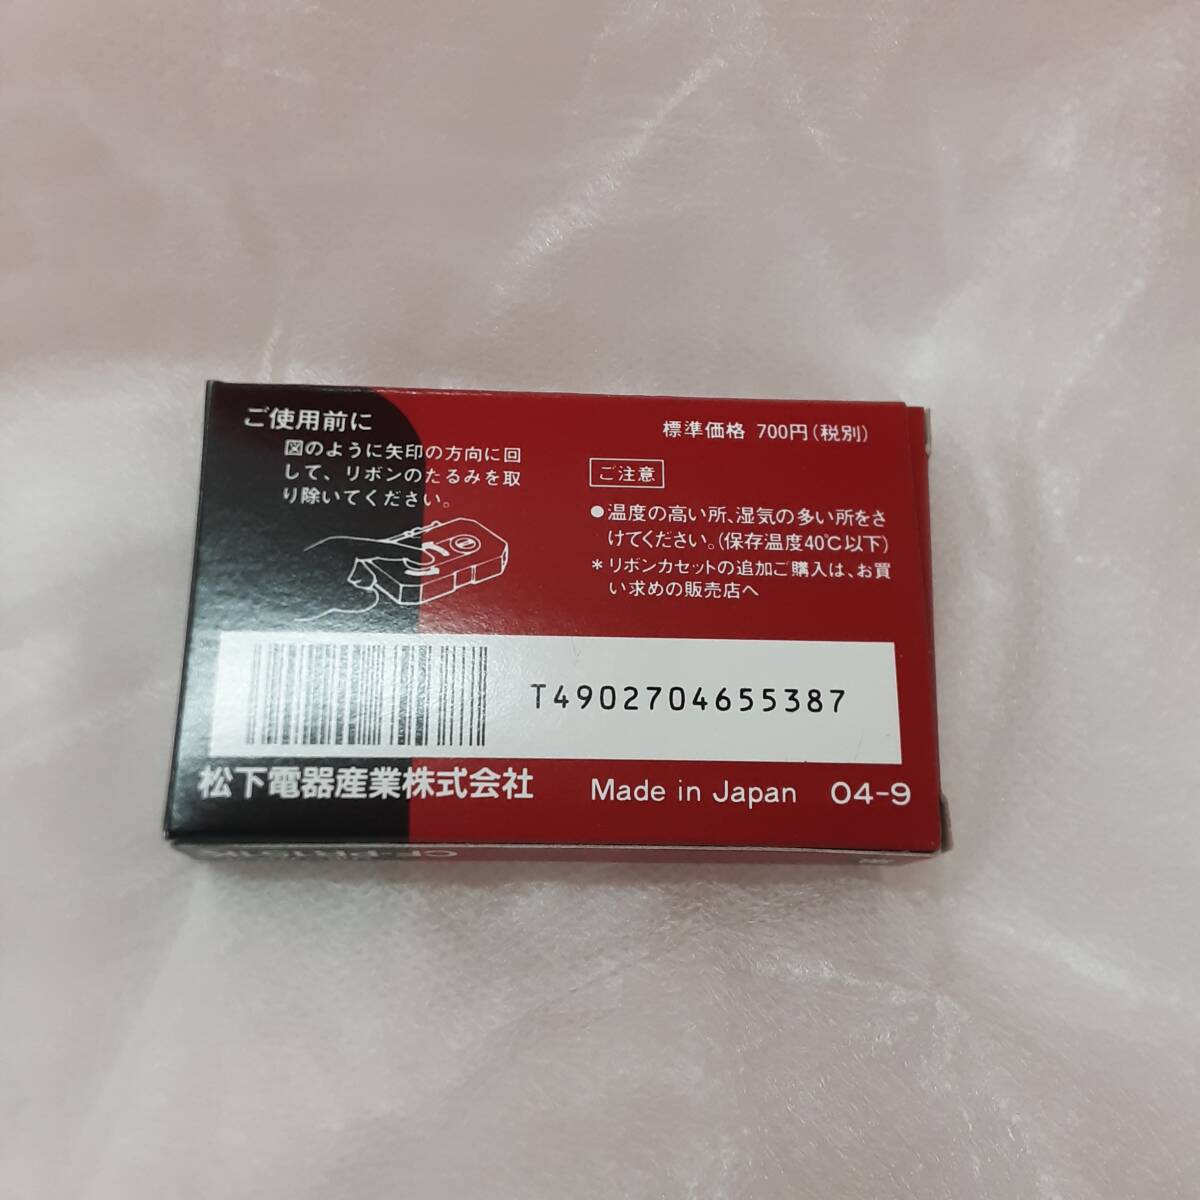 ご使用前に
図のように矢印の方向に回
して、リボンのたるみを取
り除いてください。
標準価格 700円(税別)
ご注意
●温度の高い所、湿気の多い所をさ
けてください。(保存温度40℃以下)
＊リボンカセットの追加ご購入は、お買
い求めの販売店へ
T4902704655387
松下電器産業株式会社
Made in Japan 04-9